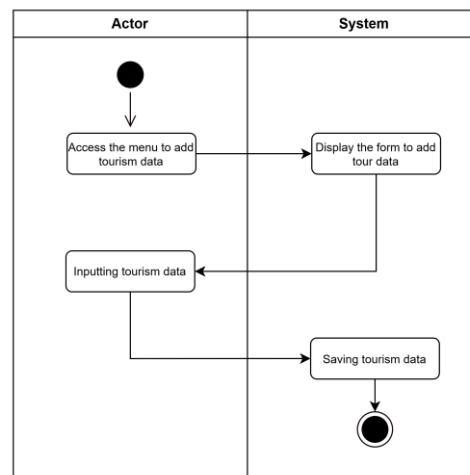 Actor
System
Access the menu to add
tourism data
Display the form to add
tour data
Inputting tourism data
Saving tourism data